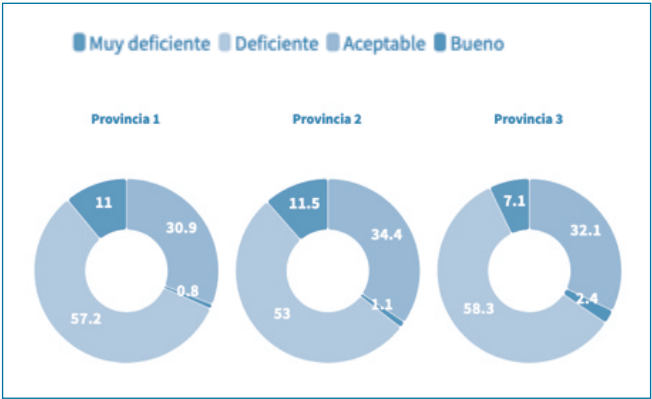 Muy deficiente Deficiente Aceptable Bueno
Provincia 1 Provincia 2 Provincia 3
11 30.9 0.8 57.2
11.5 34.4 1.1 53
7.1 32.1 2.4 58.3